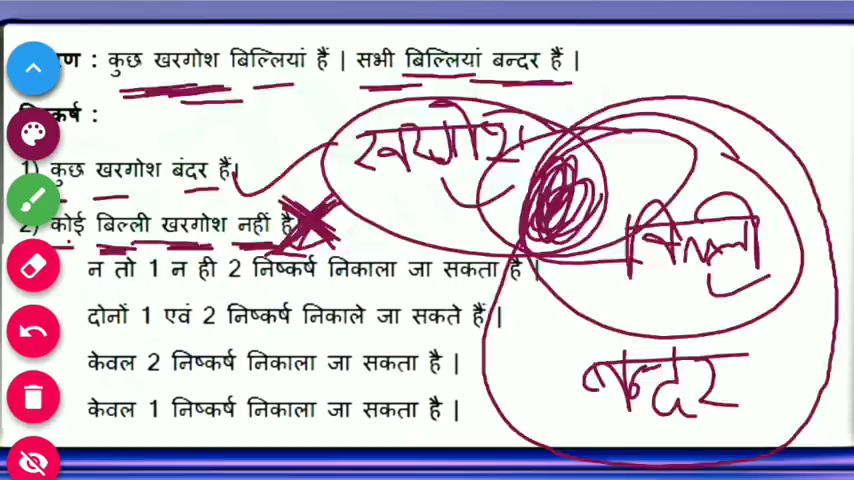 रण : कुछ खरगोश बिल्लियां हैं | सभी बिल्लियां बन्दर हैं |
निष्कर्ष :
1) कुछ खरगोश बंदर हैं।
2) कोई बिल्ली खरगोश नहीं है
न तो 1 न ही 2 निष्कर्ष निकाला जा सकता है |
दोनों 1 एवं 2 निष्कर्ष निकाले जा सकते हैं |
केवल 2 निष्कर्ष निकाला जा सकता है |
केवल 1 निष्कर्ष निकाला जा सकता है |
खरगोश
बिल्ली
बन्दर